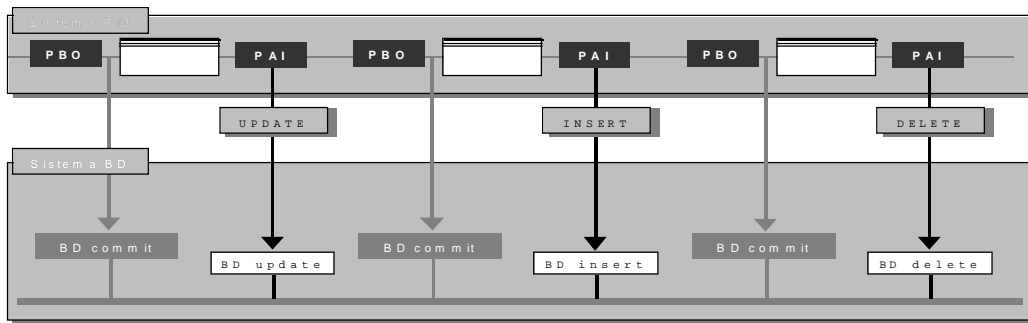 Sistema R/3
PBO PAI PBO PAI PBO PAI
UPDATE INSERT DELETE
Sistema BD
BD commit BD commit BD commit
BD update BD insert BD delete